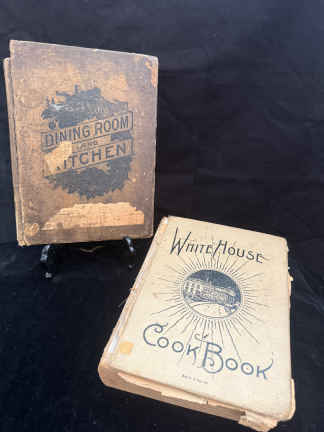 DINING ROOM
AND
KITCHEN
WHITE HOUSE
COOK BOOK